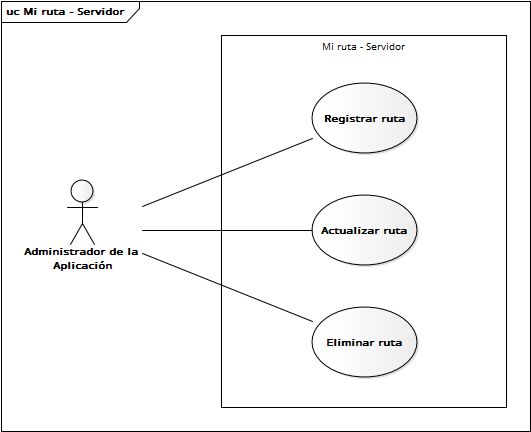 uc Mi ruta - Servidor
Mi ruta - Servidor
Registrar ruta
Actualizar ruta
Administrador de la
Aplicación
Eliminar ruta